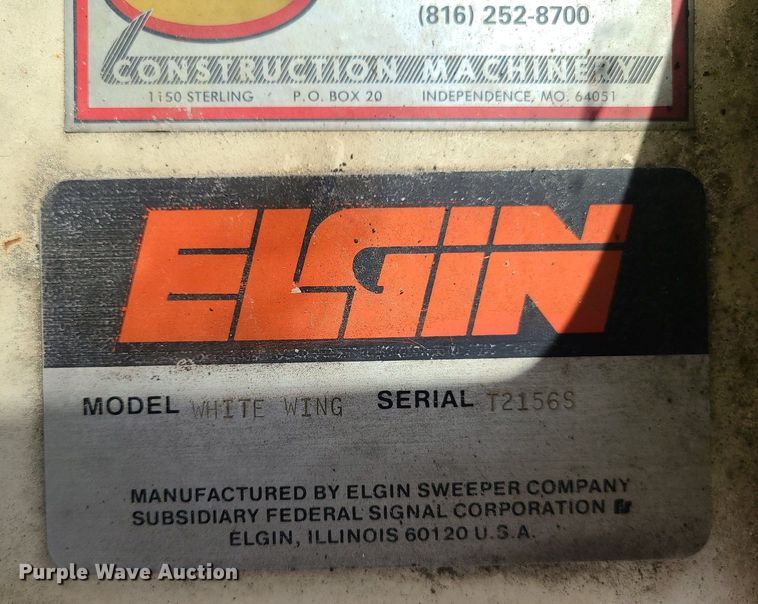 (816) 252-8700
CONSTRUCTION MACHINERY
1150 STERLING P.O. BOX 20 INDEPENDENCE, MO. 64051
ELGIN
MODEL WHITE WING SERIAL T2156S
MANUFACTURED BY ELGIN SWEEPER COMPANY
SUBSIDIARY FEDERAL SIGNAL CORPORATION
ELGIN, ILLINOIS 60120 U.S.A.
Purple Wave Auction